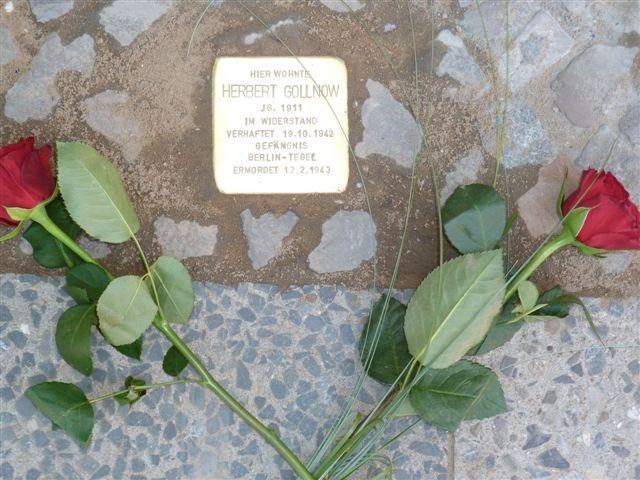 HIER WOHNTE
HERBERT GOLLNOW
JG. 1911
IM WIDERSTAND
VERHAFTET 19.10.1942
GEFÄNGNIS
BERLIN-TEGEL
ERMORDET 12.2.1943